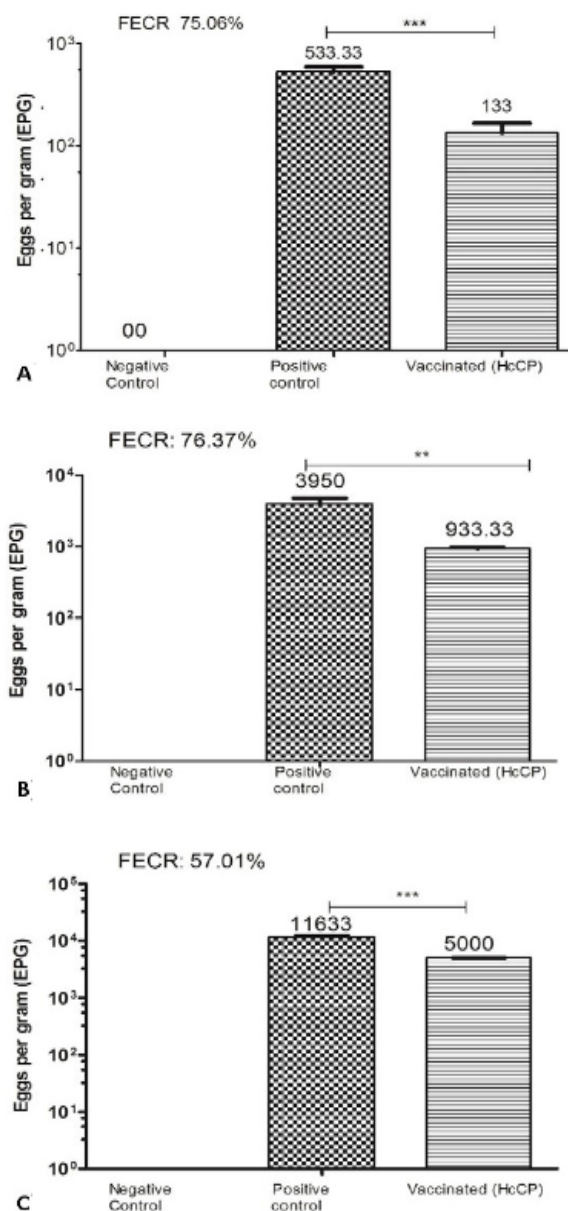 FECR 75.06%
***
533.33
133
00
Eggs per gram (EPG)
10³
10²
10¹
10⁰
Negative Control
Positive control
Vaccinated (HcCP)
A
FECR: 76.37%
**
3950
933.33
Eggs per gram (EPG)
10⁴
10³
10²
10¹
10⁰
Negative Control
Positive control
Vaccinated (HcCP)
B
FECR: 57.01%
***
11633
5000
Eggs per gram (EPG)
10⁵
10⁴
10³
10²
10¹
10⁰
Negative Control
Positive control
Vaccinated (HcCP)
C